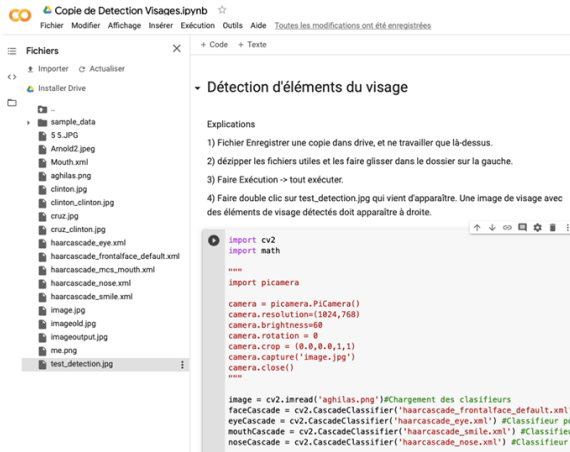 CO Copie de Detection Visages.ipynb
Fichier Modifier Affichage Insérer Exécution Outils Aide Toutes les modifications ont été enregistrées
Fichiers
Importer Actualiser
Installer Drive
..
sample_data
5 5.JPG
Arnold2.jpeg
Mouth.xml
aghilas.png
clinton.jpg
clinton_clinton.jpg
cruz.jpg
cruz_clinton.jpg
haarcascade_eye.xml
haarcascade_frontalface_default.xml
haarcascade_mcs_mouth.xml
haarcascade_nose.xml
haarcascade_smile.xml
image.jpg
imageold.jpg
imageoutput.jpg
me.png
test_detection.jpg
+ Code + Texte
Détection d'éléments du visage
Explications
1) Fichier Enregistrer une copie dans drive, et ne travailler que là-dessus.
2) dézipper les fichiers utiles et les faire glisser dans le dossier sur la gauche.
3) Faire Exécution -> tout exécuter.
4) Faire double clic sur test_detection.jpg qui vient d'apparaître. Une image de visage avec
des éléments de visage détectés doit apparaître à droite.
import cv2
import math
"""
import picamera
camera = picamera.PiCamera()
camera.resolution=(1024,768)
camera.brightness=60
camera.rotation = 0
camera.crop = (0.0,0.0,1,1)
camera.capture('image.jpg')
camera.close()
"""
image = cv2.imread('aghilas.png')#Chargement des clasifieurs
faceCascade = cv2.CascadeClassifier('haarcascade_frontalface_default.xml'
eyeCascade = cv2.CascadeClassifier('haarcascade_eye.xml') #Classifieur po
mouthCascade = cv2.CascadeClassifier('haarcascade_smile.xml') #Classifieu
noseCascade = cv2.CascadeClassifier('haarcascade_nose.xml') #Classifieur